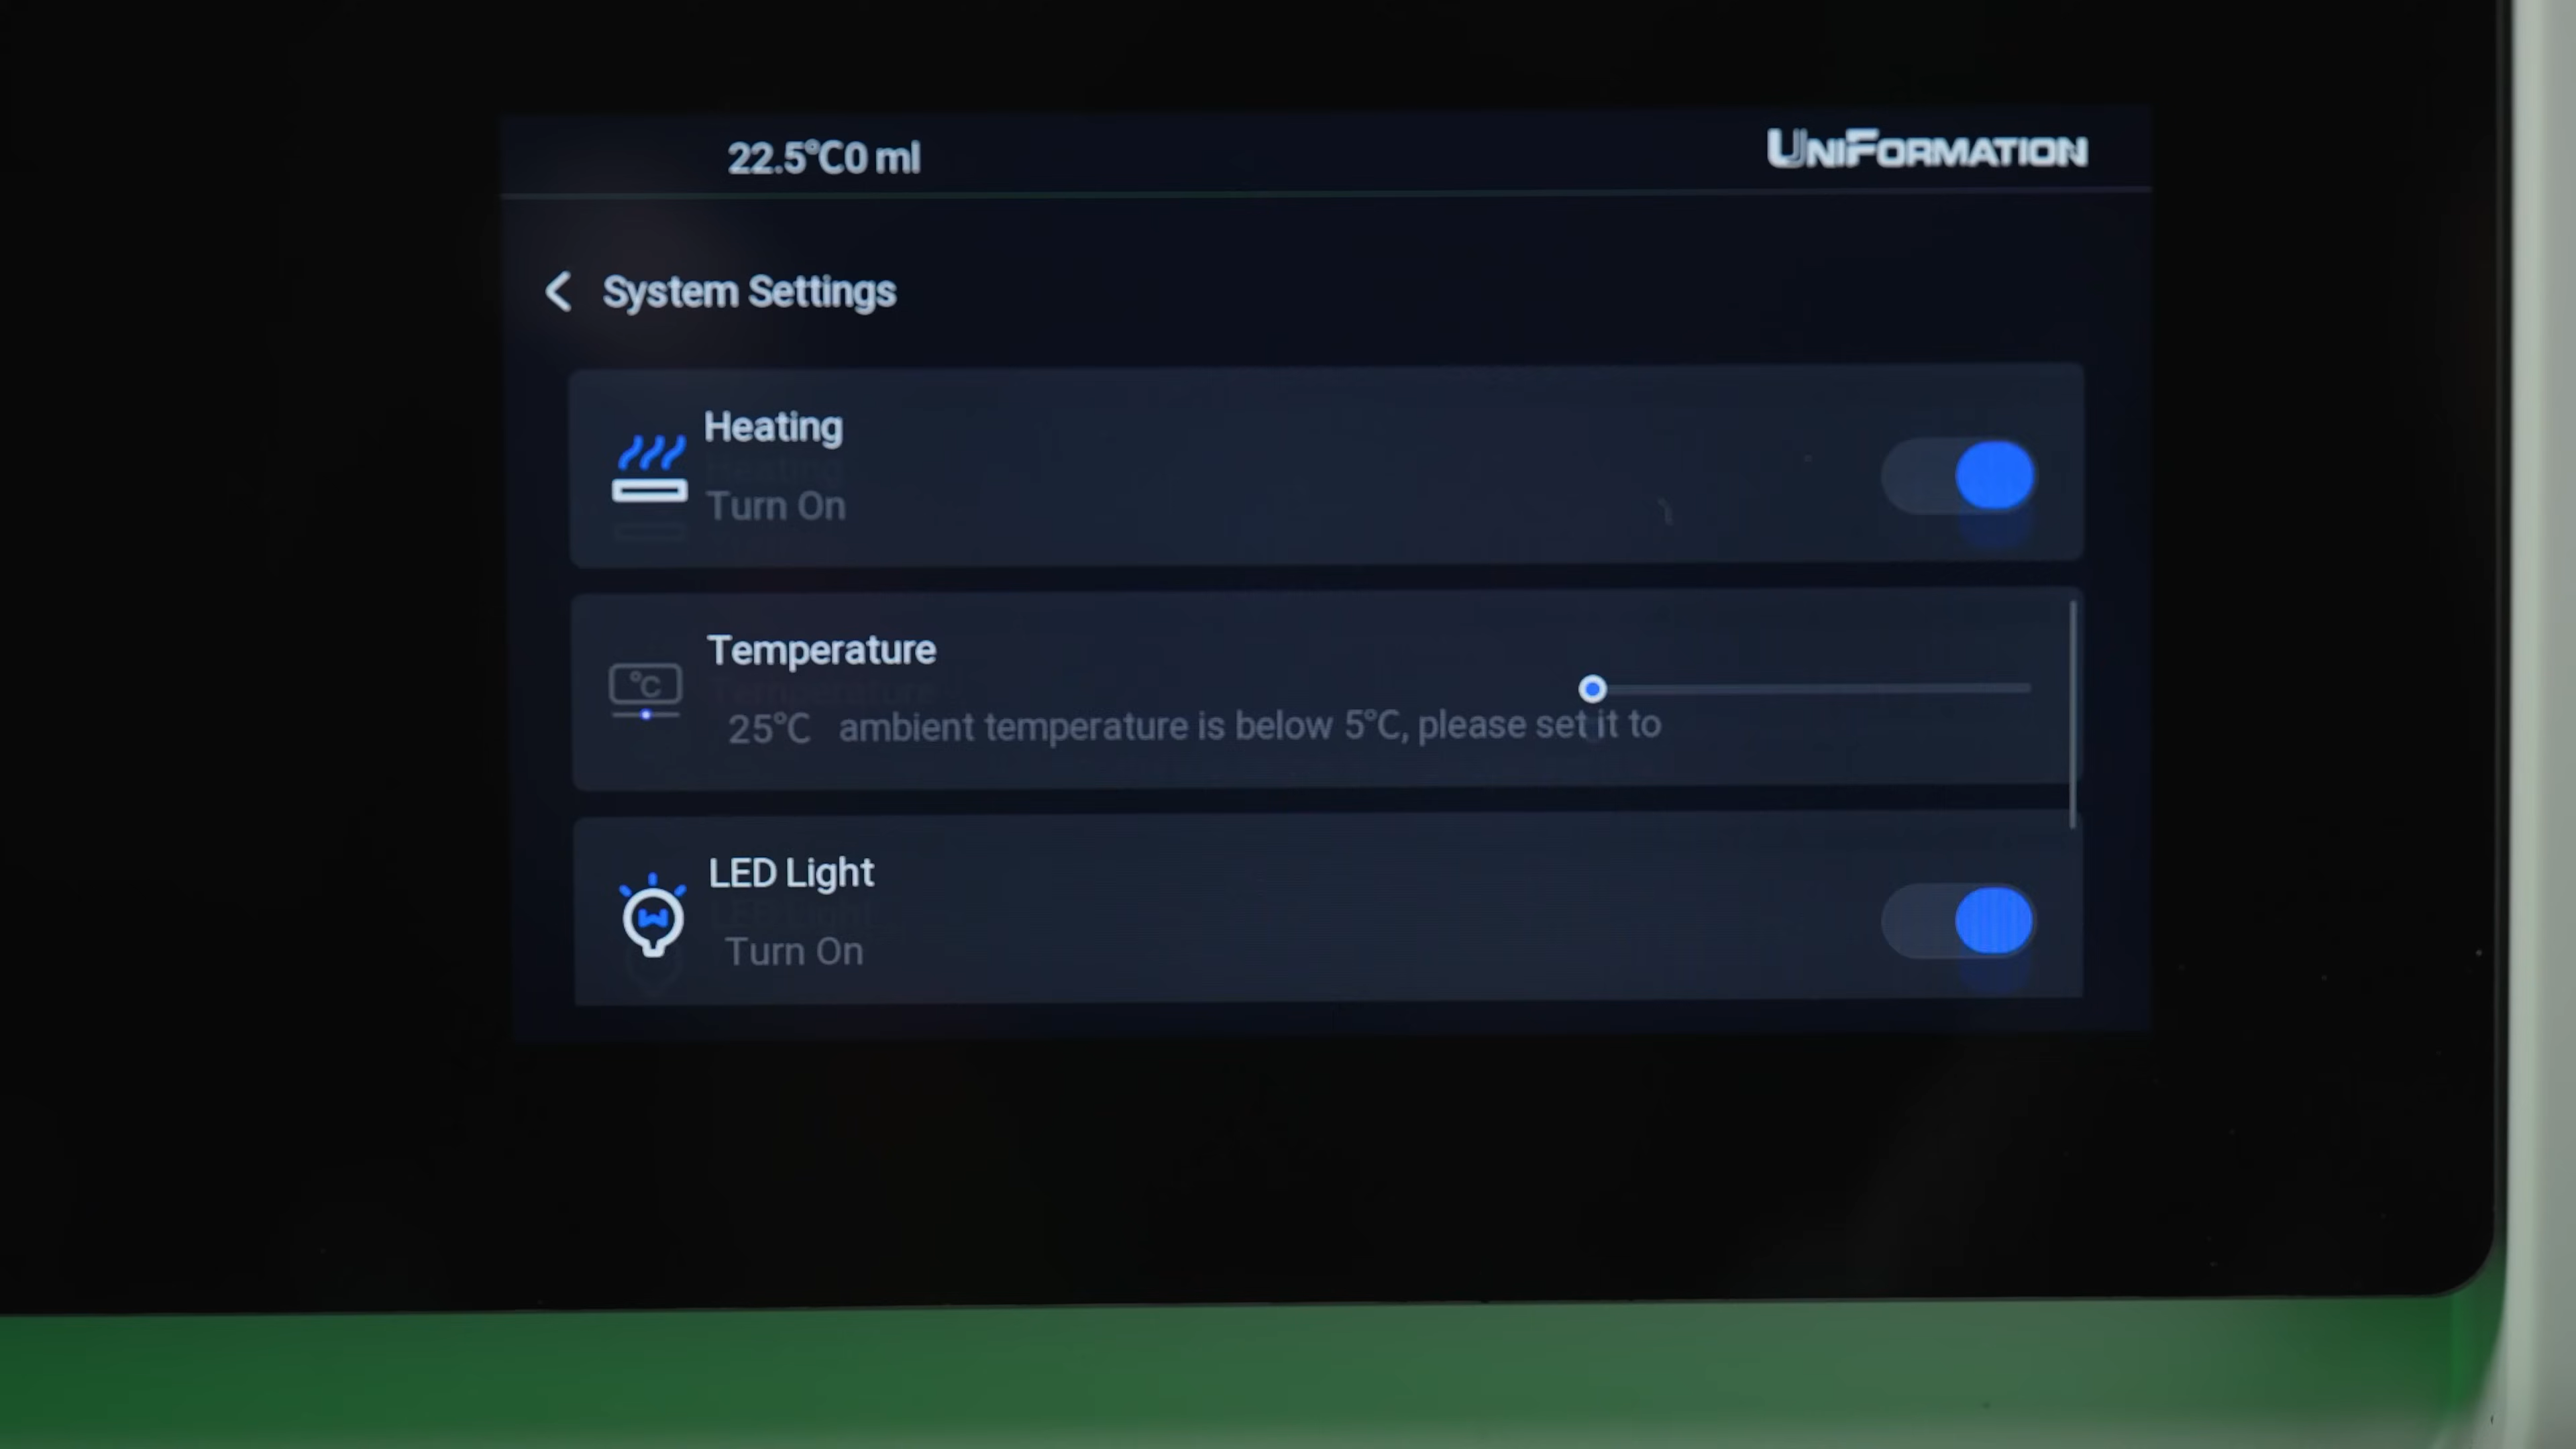 22.5℃0 ml
UNIFORMATION
System Settings
Heating
Turn On
Temperature
°C
25℃ ambient temperature is below 5℃, please set it to
LED Light
Turn On